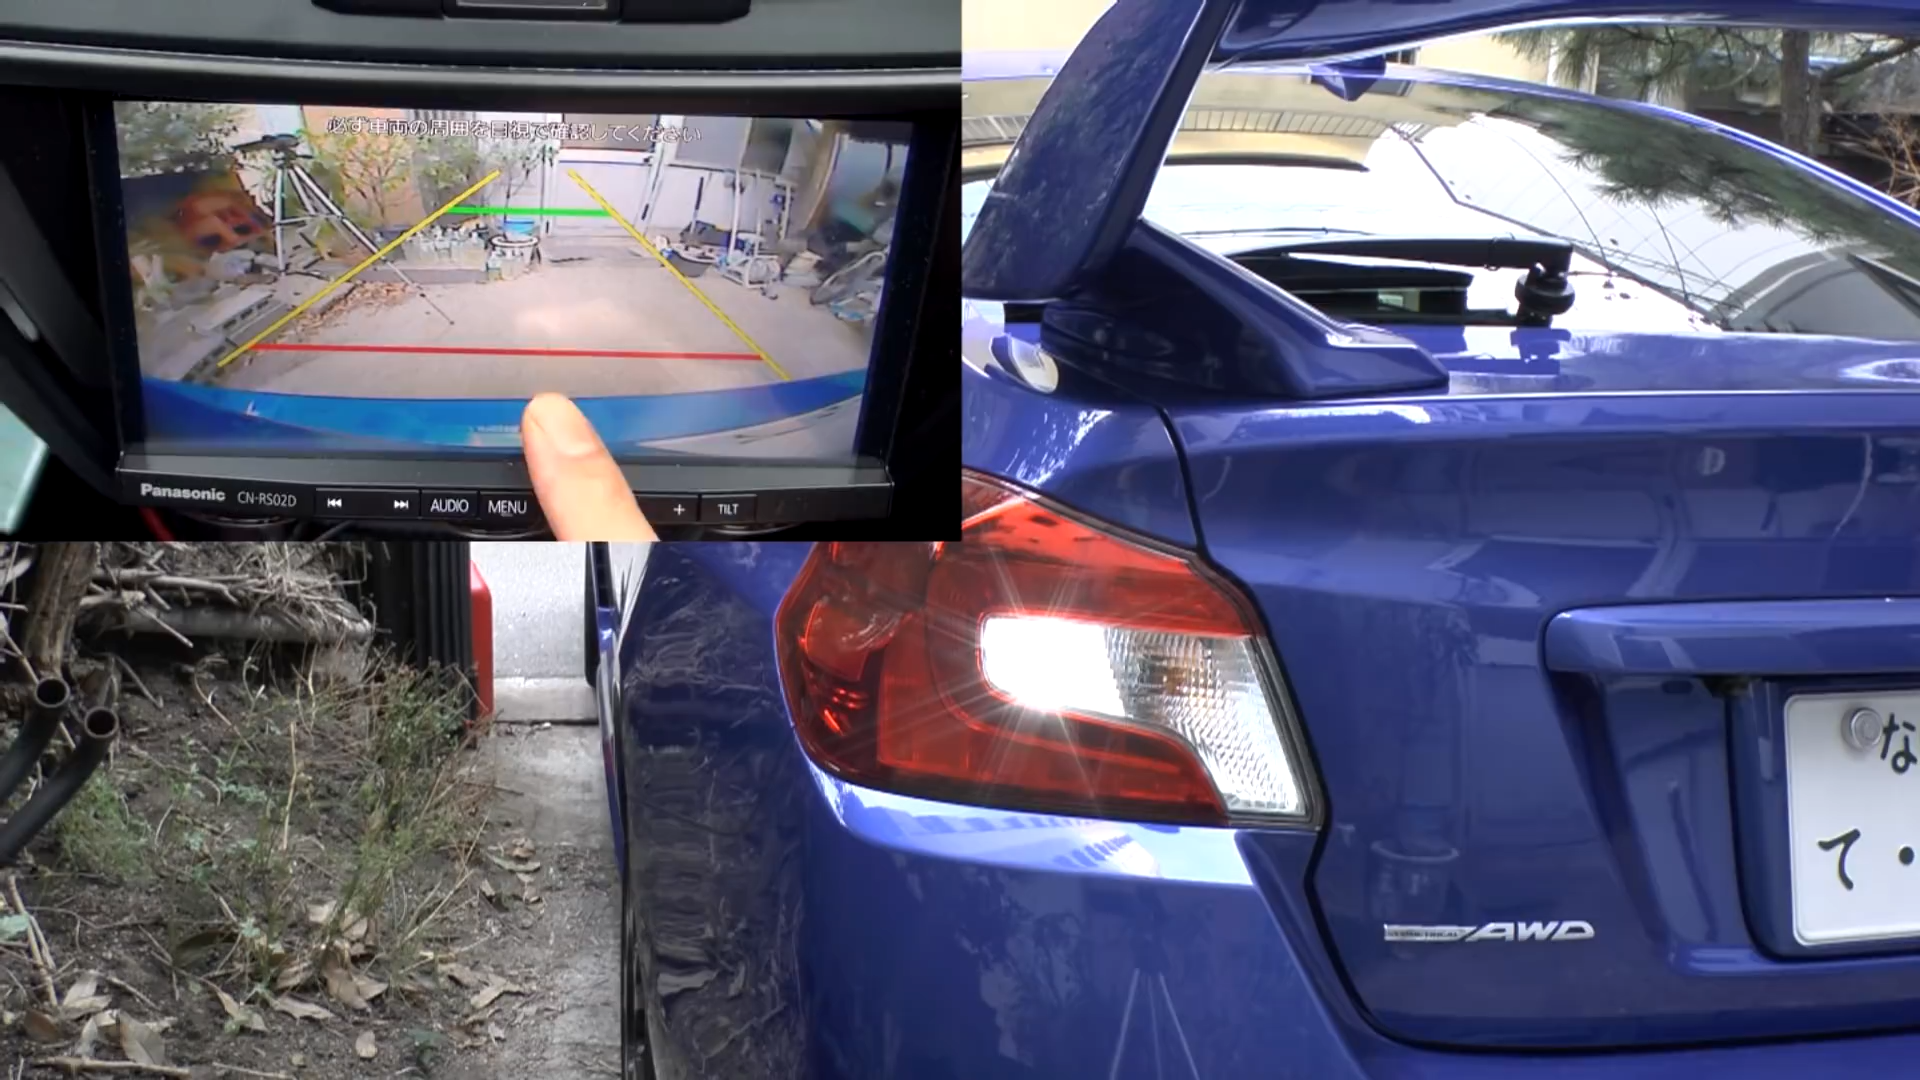 必ず車両の周囲を目視で確認してください
Panasonic CN-RS02D AUDIO MENU + TILT
な
て・
SYMMETRICAL AWD